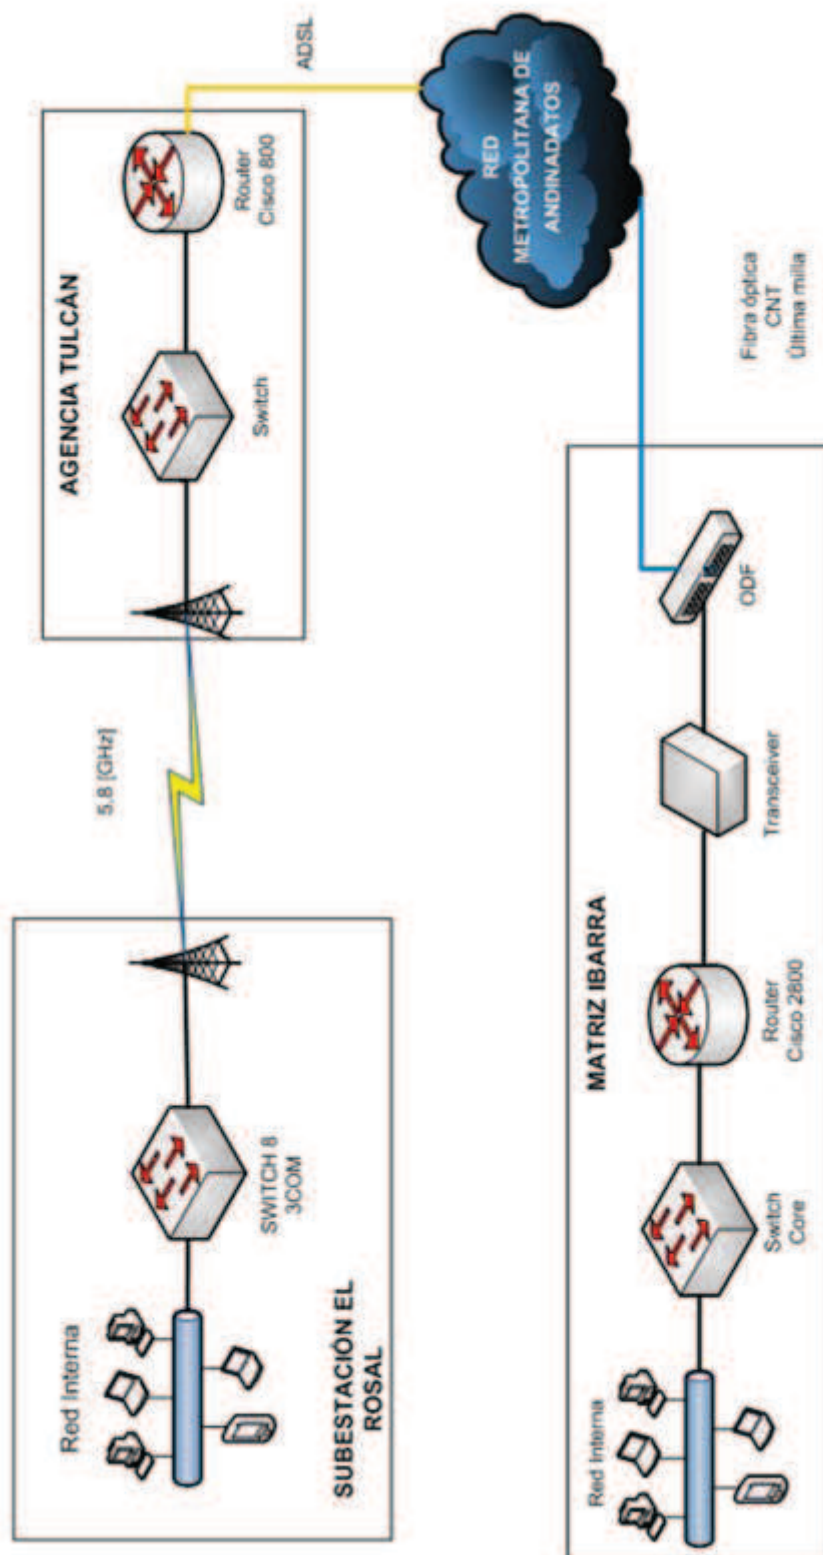 Red Interna
SUBESTACIÓN EL
ROSAL
SWITCH 8
3COM
5.8 [GHz]
AGENCIA TULCÁN
Switch
Router
Cisco 800
ADSL
RED
METROPOLITANA DE
ANDINADATOS
Red Interna
MATRIZ IBARRA
Switch
Core
Router
Cisco 2800
Transceiver
ODF
Fibra óptica
CNT
Última milla